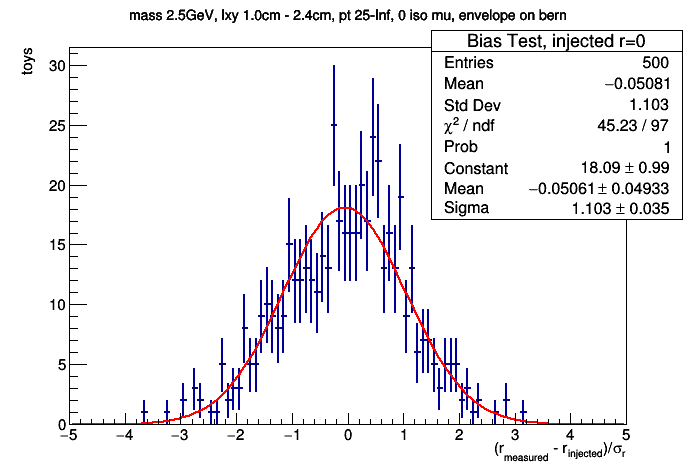 mass 2.5GeV, lxy 1.0cm - 2.4cm, pt 25-Inf, 0 iso mu, envelope on bern
Bias Test, injected r=0
Entries 500
Mean −0.05081
Std Dev 1.103
χ² / ndf 45.23 / 97
Prob 1
Constant 18.09 ± 0.99
Mean −0.05061 ± 0.04933
Sigma 1.103 ± 0.035
toys
30
25
20
15
10
5
0
−5 −4 −3 −2 −1 0 1 2 3 4 5
(r_measured - r_injected)/σ_r